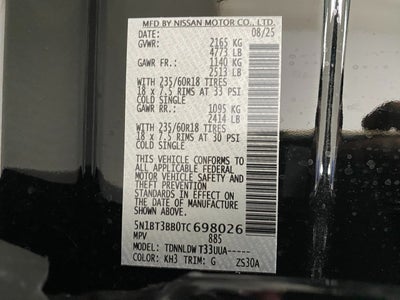 MFD BY NISSAN MOTOR CO., LTD.
DATE: 08/25
GVWR: 2165 KG
4773 LB
GAWR FR.: 1140 KG
2513 LB
WITH 235/60R18 TIRES
18 x 7.5 RIMS AT 33 PSI
COLD SINGLE
GAWR RR.: 1095 KG
2414 LB
WITH 235/60R18 TIRES
18 x 7.5 RIMS AT 30 PSI
COLD SINGLE
THIS VEHICLE CONFORMS TO
ALL APPLICABLE FEDERAL
MOTOR VEHICLE SAFETY AND
THEFT PREVENTION
STANDARDS IN EFFECT ON
THE DATE OF MANUFACTURE
SHOWN ABOVE
5N1BT3BB0TC698026
MPV 885
MODEL: TDNNLDW T33UUA-----
COLOR: KH3 TRIM: G ZS30A